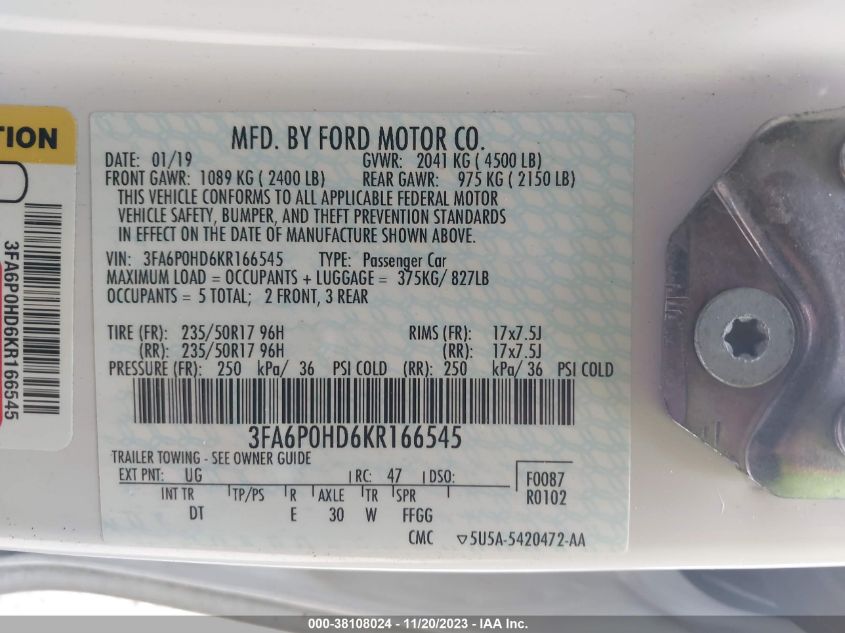 TION
3FA6P0HD6KR166545
MFD. BY FORD MOTOR CO.
DATE: 01/19 GVWR: 2041 KG ( 4500 LB)
FRONT GAWR: 1089 KG ( 2400 LB) REAR GAWR: 975 KG ( 2150 LB)
THIS VEHICLE CONFORMS TO ALL APPLICABLE FEDERAL MOTOR
VEHICLE SAFETY, BUMPER, AND THEFT PREVENTION STANDARDS
IN EFFECT ON THE DATE OF MANUFACTURE SHOWN ABOVE.
VIN: 3FA6P0HD6KR166545 TYPE: Passenger Car
MAXIMUM LOAD = OCCUPANTS + LUGGAGE = 375KG/ 827LB
OCCUPANTS = 5 TOTAL; 2 FRONT, 3 REAR
TIRE (FR): 235/50R17 96H RIMS (FR): 17x7.5J
(RR): 235/50R17 96H (RR): 17x7.5J
PRESSURE (FR): 250 kPa/ 36 PSI COLD (RR): 250 kPa/ 36 PSI COLD
3FA6P0HD6KR166545
TRAILER TOWING - SEE OWNER GUIDE
EXT PNT: UG RC: 47 DSO: F0087
R0102
INT TR TP/PS R AXLE TR SPR
DT E 30 W FFGG
CMC ▽5U5A-5420472-AA
000-38108024 - 11/20/2023 - IAA Inc.